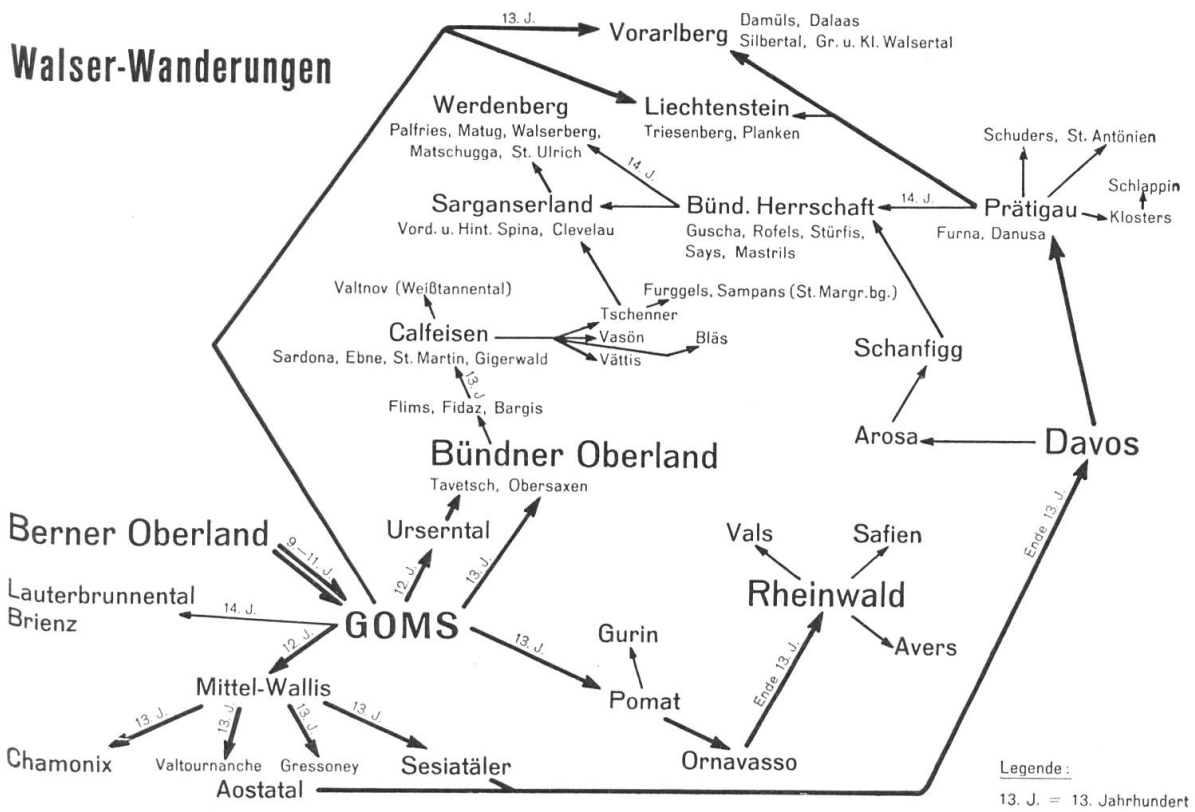 Walser-Wanderungen
13. J.
Vorarlberg
Damüls, Dalaas
Silbertal, Gr. u. Kl. Walsertal
Werdenberg
Palfries, Matug, Walserberg,
Matschugga, St. Ulrich
Liechtenstein
Triesenberg, Planken
Schuders, St. Antönien
14. J.
Schlappin
Klosters
Sarganserland
Vord. u. Hint. Spina, Clevelau
Bünd. Herrschaft
Guscha, Rofels, Stürfis,
Says, Mastrils
14. J.
Prätigau
Furna, Danusa
Valtnov (Weißtannental)
Furggels, Sampans (St. Margr.bg.)
Tschenner
Calfeisen
Vasön
Bläs
Sardona, Ebne, St. Martin, Gigerwald
Vättis
Schanfigg
13. J.
Flims, Fidaz, Bargis
Arosa
Davos
Bündner Oberland
Tavetsch, Obersaxen
Berner Oberland
9–11. J.
Urserntal
12. J.
13. J.
Vals
Safien
Ende 13. J.
Lauterbrunnental
Brienz
14. J.
GOMS
Rheinwald
12. J.
13. J.
Gurin
Avers
Mittel-Wallis
Pomat
Ende 13. J.
13. J.
13. J.
13. J.
13. J.
Chamonix
Valtournanche
Gressoney
Sesiatäler
Ornavasso
Aostatal
Legende:
13. J. = 13. Jahrhundert